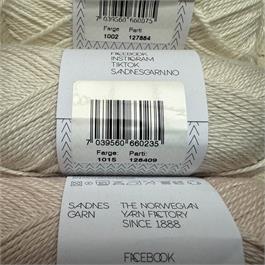 7 039560 660075
Farge: Parti:
1002 127884
FACEBOOK
INSTAGRAM
TIKTOK
SANDNESGARN.NO
7 039560 660235
Farge: Parti:
1015 128409
SANDNES
GARN
THE NORWEGIAN
YARN FACTORY
SINCE 1888
FACEBOOK